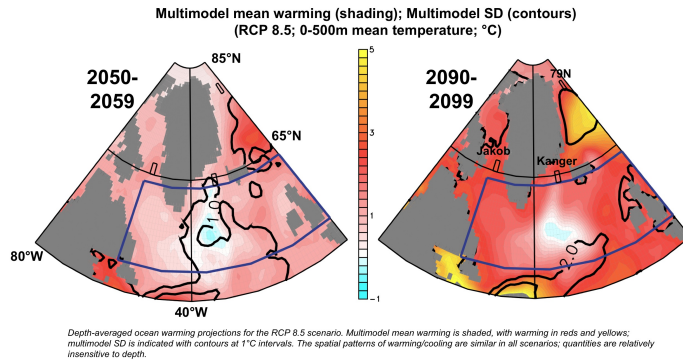 Multimodel mean warming (shading); Multimodel SD (contours)
(RCP 8.5; 0-500m mean temperature; °C)
2050-
2059
85°N
65°N
80°W
40°W
1.0
5
3
1
-1
2090-
2099
79N
Jakob
Kanger
2.0
Depth-averaged ocean warming projections for the RCP 8.5 scenario. Multimodel mean warming is shaded, with warming in reds and yellows;
multimodel SD is indicated with contours at 1°C intervals. The spatial patterns of warming/cooling are similar in all scenarios; quantities are relatively
insensitive to depth.